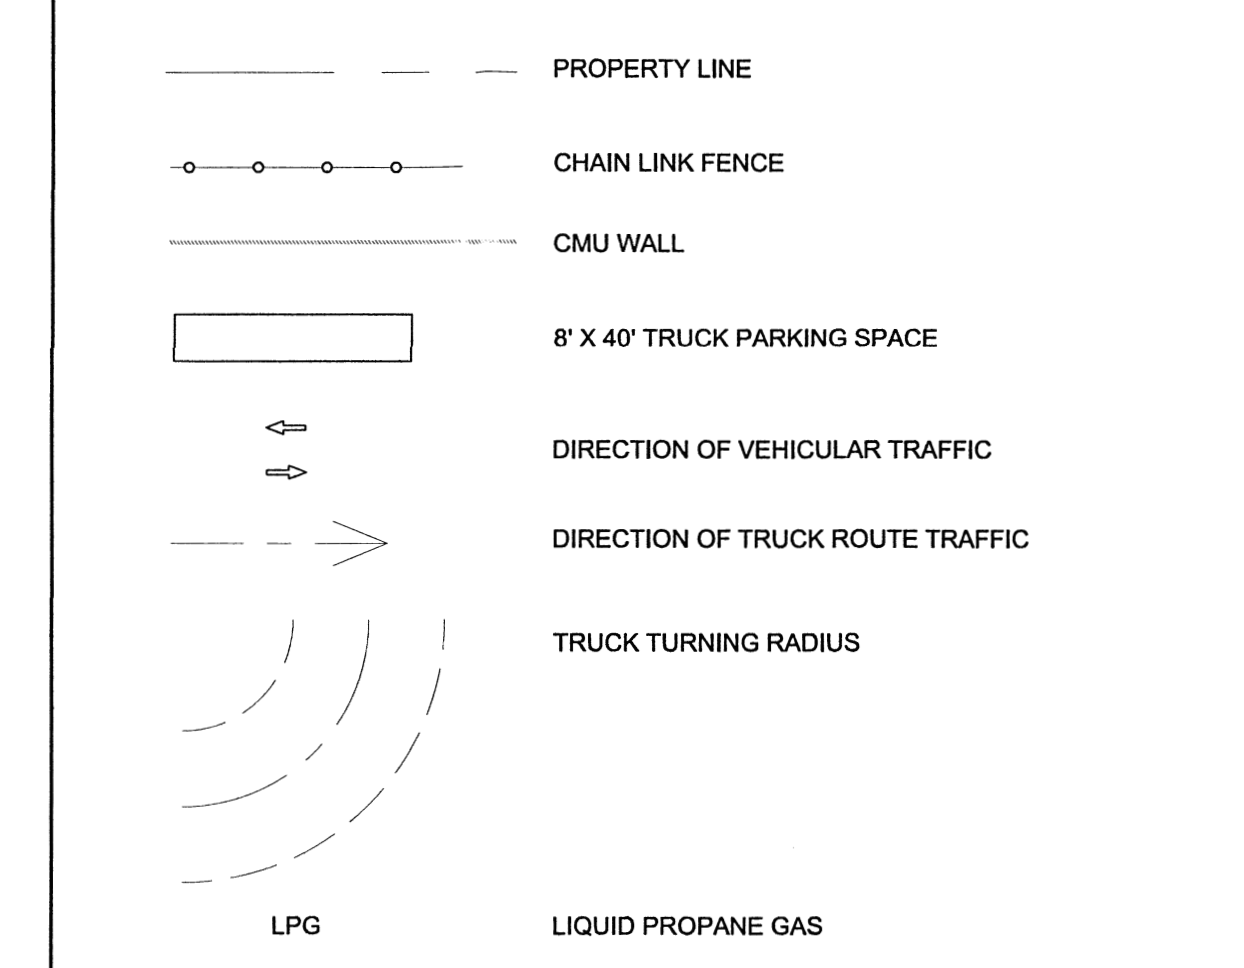 PROPERTY LINE
CHAIN LINK FENCE
CMU WALL
8' X 40' TRUCK PARKING SPACE
DIRECTION OF VEHICULAR TRAFFIC
DIRECTION OF TRUCK ROUTE TRAFFIC
TRUCK TURNING RADIUS
LPG LIQUID PROPANE GAS